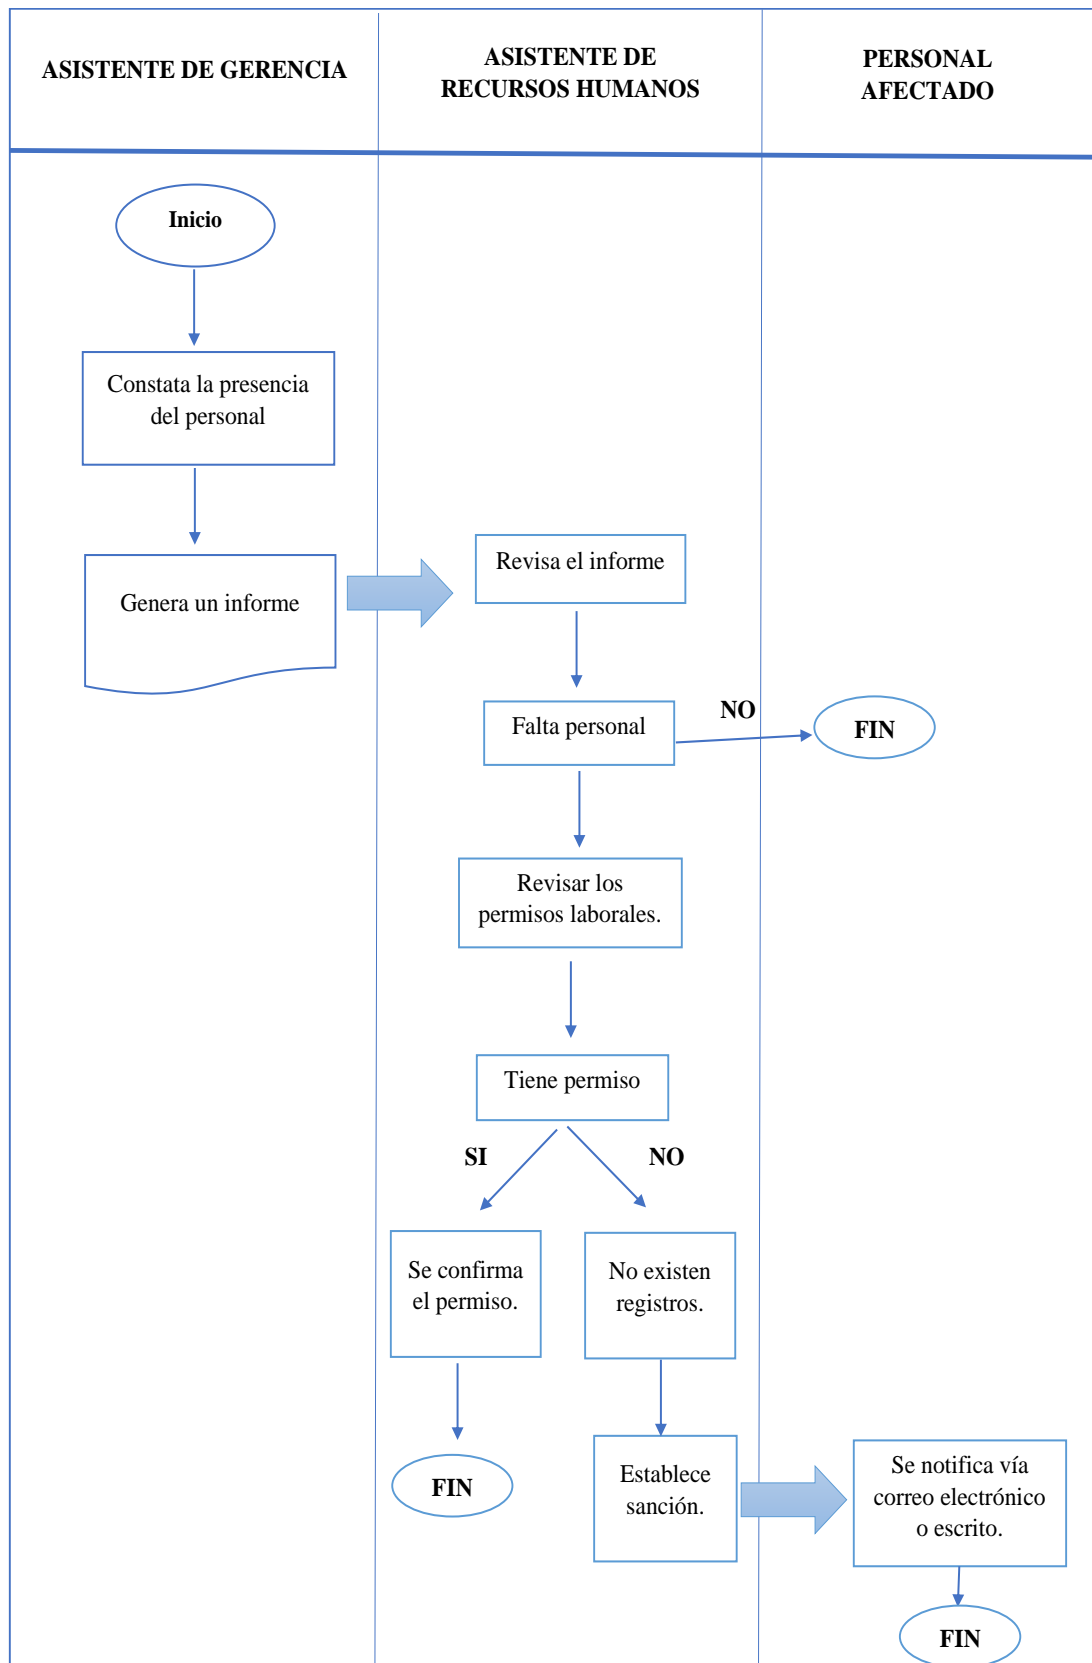 ASISTENTE DE GERENCIA
ASISTENTE DE
RECURSOS HUMANOS
PERSONAL
AFECTADO
Inicio
Constata la presencia
del personal
Genera un informe
Revisa el informe
Falta personal
NO
FIN
Revisar los
permisos laborales.
Tiene permiso
SI
NO
Se confirma
el permiso.
No existen
registros.
FIN
Establece
sanción.
Se notifica vía
correo electrónico
o escrito.
FIN